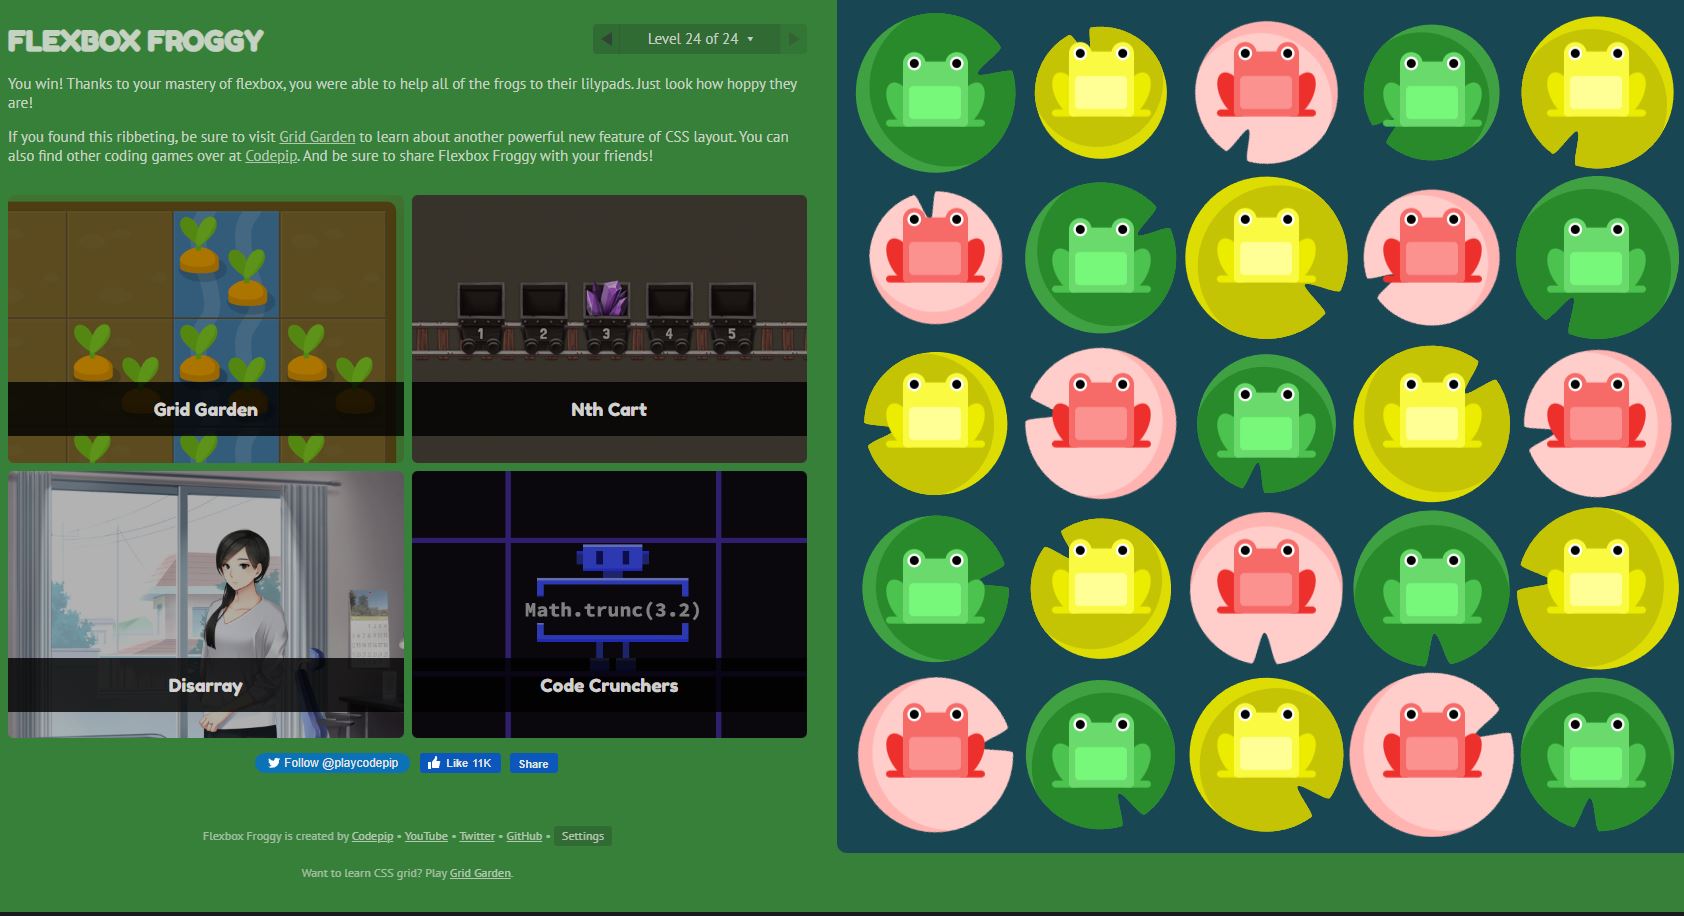 FLEXBOX FROGGY
Level 24 of 24
You win! Thanks to your mastery of flexbox, you were able to help all of the frogs to their lilypads. Just look how hoppy they
are!
If you found this ribbeting, be sure to visit Grid Garden to learn about another powerful new feature of CSS layout. You can
also find other coding games over at Codepip. And be sure to share Flexbox Froggy with your friends!
1 2 3 4 5
Grid Garden
Nth Cart
Math.trunc(3.2)
Disarray
Code Crunchers
Follow @playcodepip
Like 11K
Share
Flexbox Froggy is created by Codepip • YouTube • Twitter • GitHub • Settings
Want to learn CSS grid? Play Grid Garden.